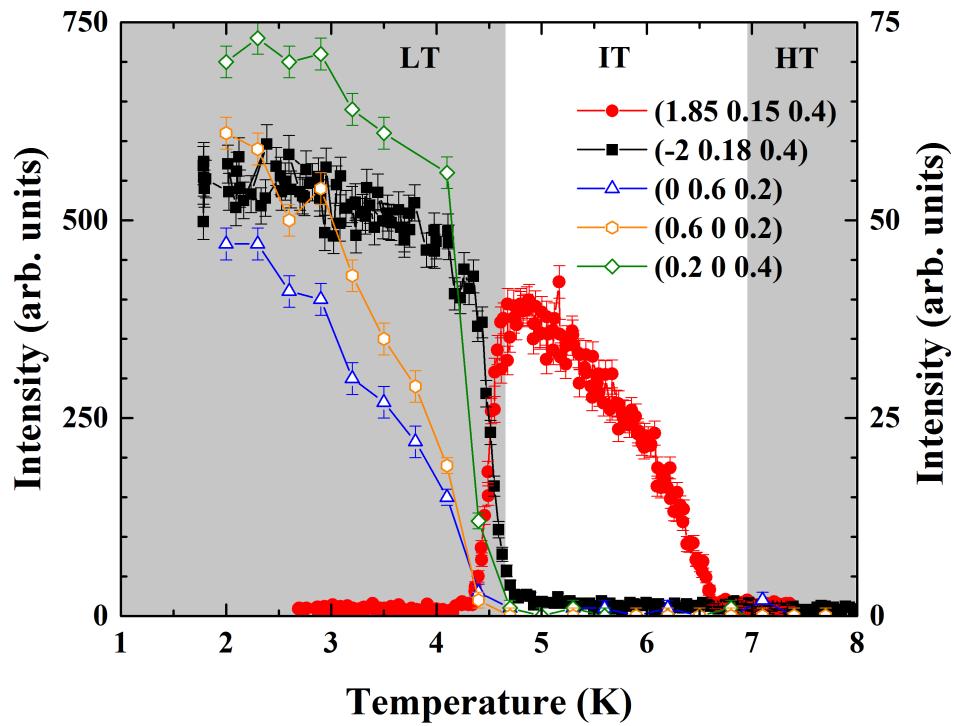 750
500
250
0
75
50
25
0
LT
IT
HT
(1.85 0.15 0.4)
(-2 0.18 0.4)
(0 0.6 0.2)
(0.6 0 0.2)
(0.2 0 0.4)
1 2 3 4 5 6 7 8
Temperature (K)
Intensity (arb. units)
Intensity (arb. units)